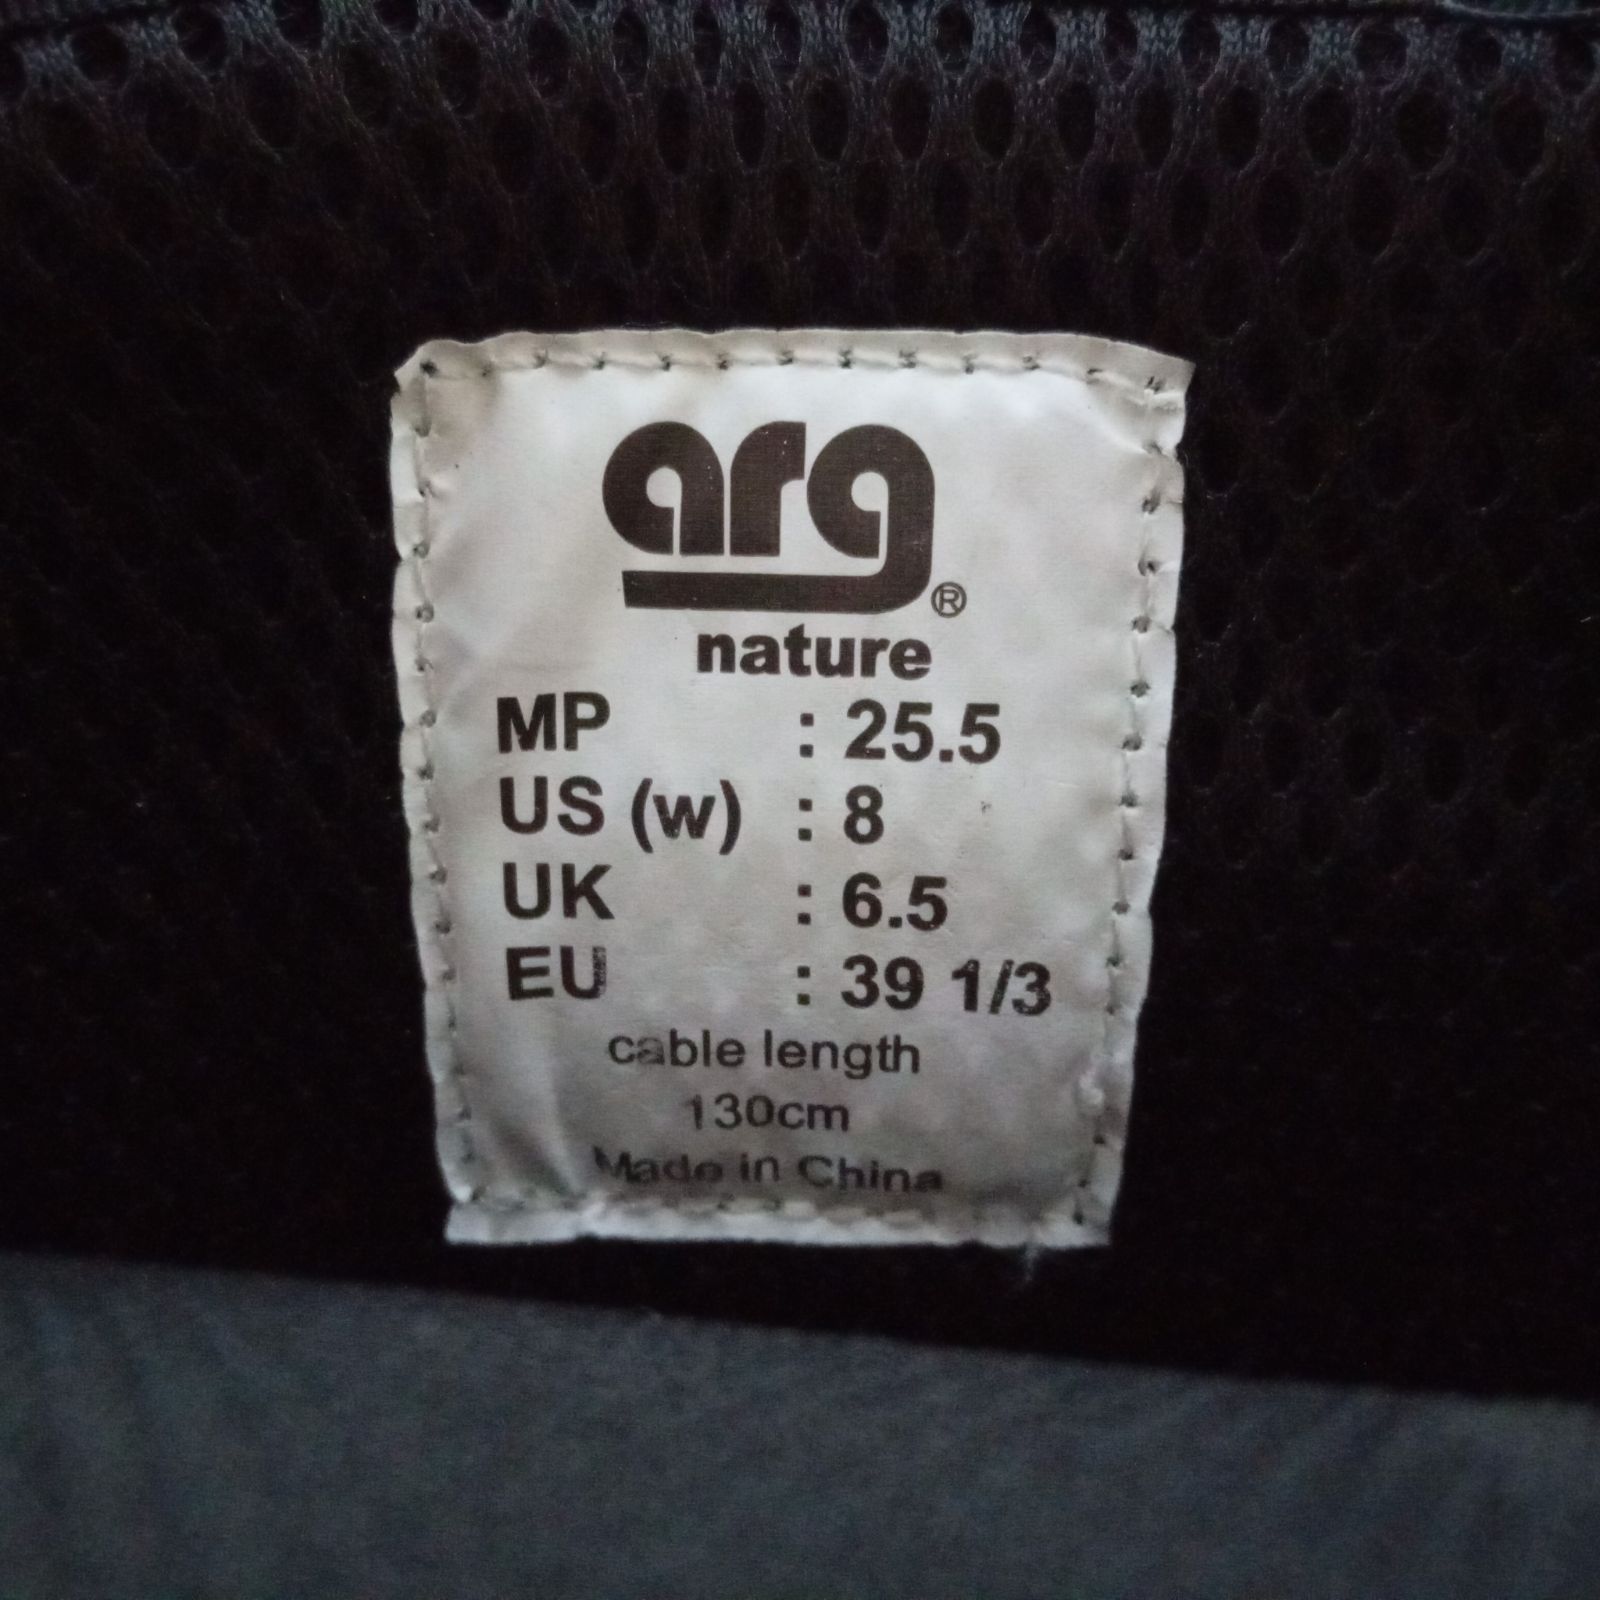 arg®
nature
MP : 25.5
US (w) : 8
UK : 6.5
EU : 39 1/3
cable length
130cm
Made in China